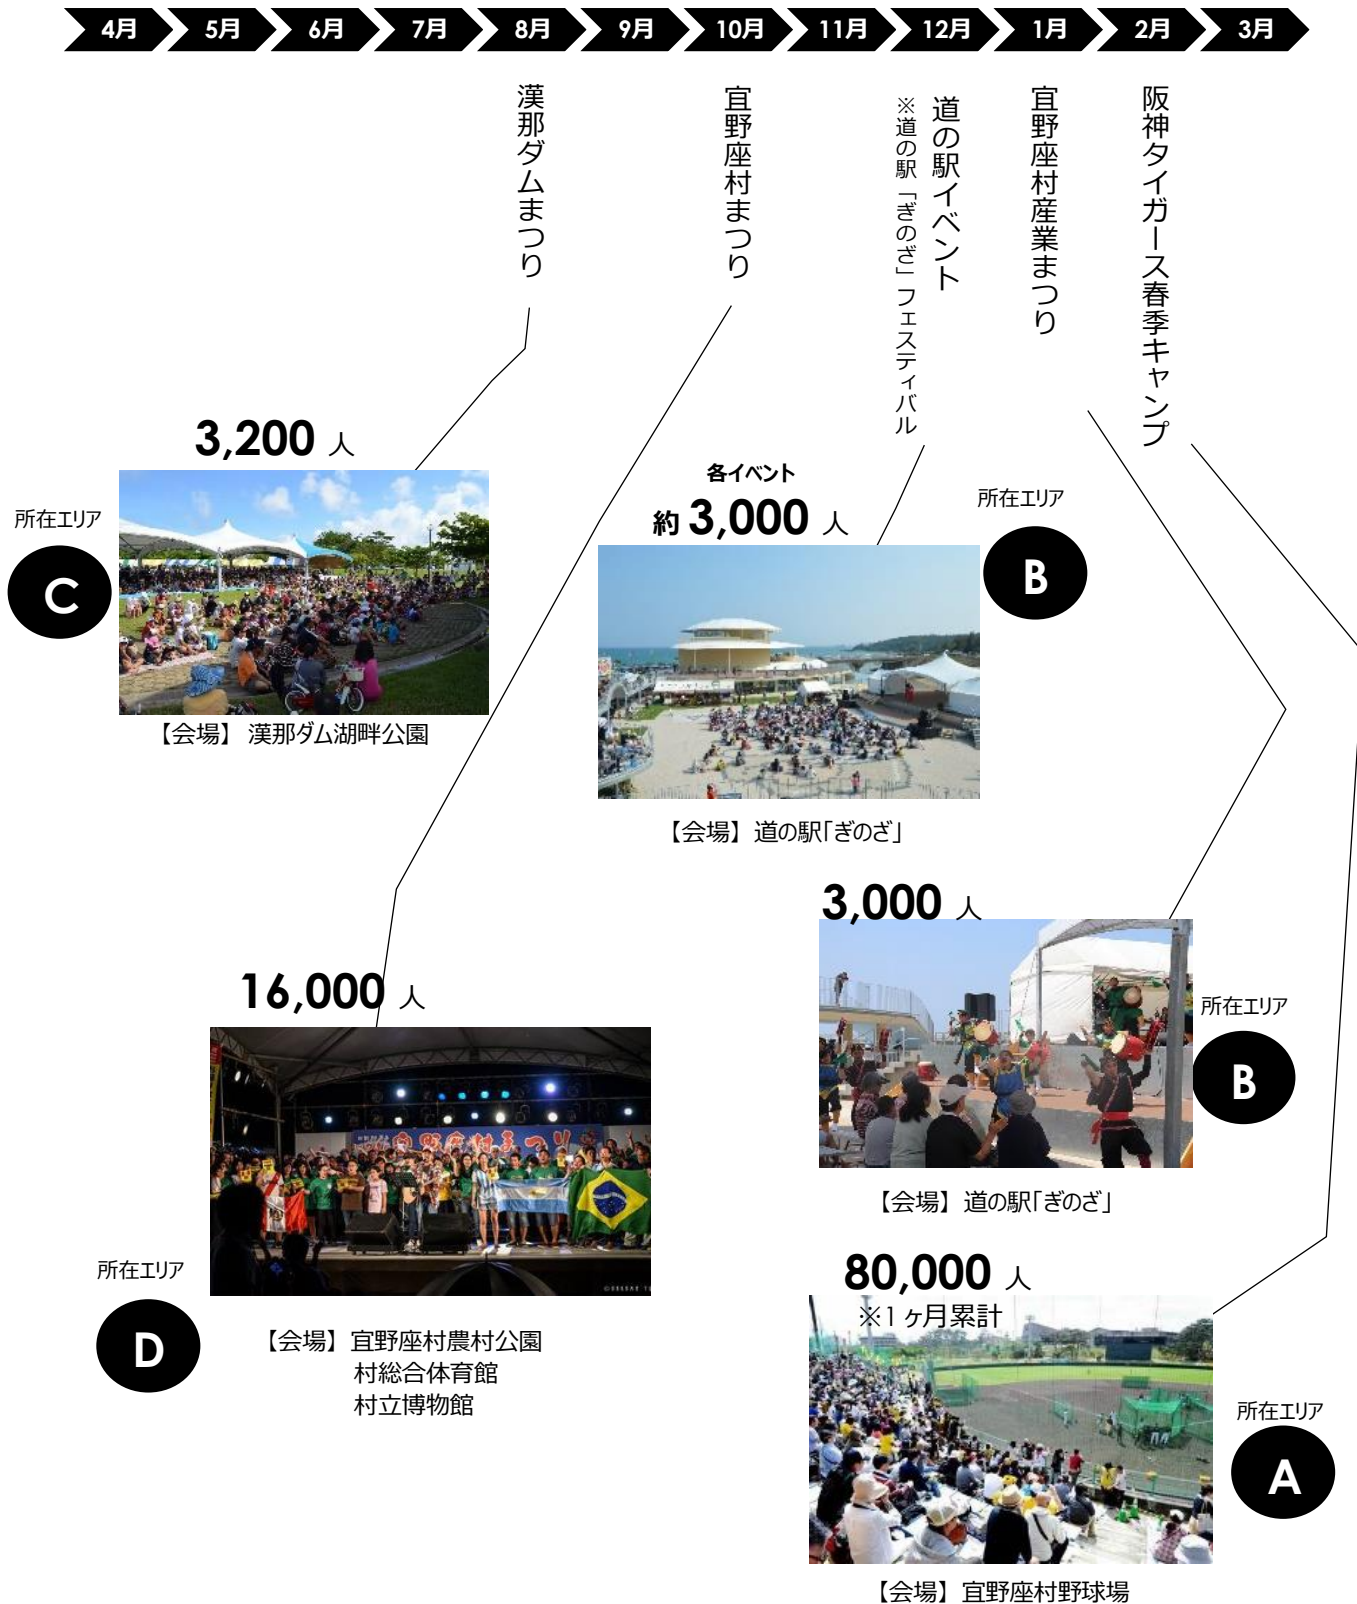 4月 5月 6月 7月 8月 9月 10月 11月 12月 1月 2月 3月
漢那ダムまつり
宜野座村まつり
道の駅イベント
※道の駅「ぎのざ」フェスティバル
宜野座村産業まつり
阪神タイガース春季キャンプ
3,200 人
所在エリア
C
【会場】 漢那ダム湖畔公園
各イベント
約 3,000 人
所在エリア
B
【会場】 道の駅「ぎのざ」
3,000 人
所在エリア
B
【会場】 道の駅「ぎのざ」
16,000 人
宜野座村まつり
所在エリア
D
【会場】 宜野座村農村公園
村総合体育館
村立博物館
80,000 人
※1ヶ月累計
所在エリア
A
【会場】 宜野座村野球場